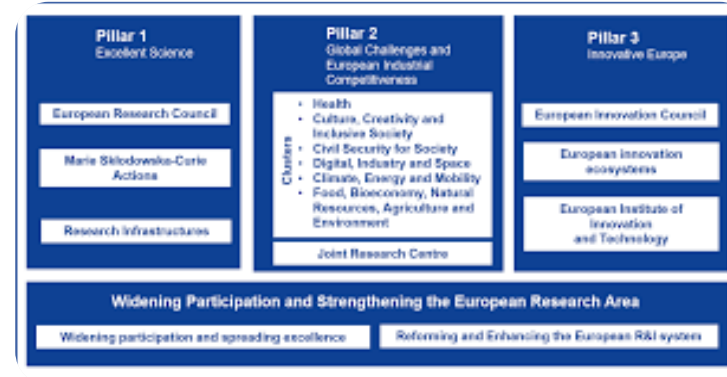 Pillar 1
Excellent Science
European Research Council
Marie Skłodowska-Curie
Actions
Research Infrastructures
Pillar 2
Global Challenges and
European Industrial
Competitiveness
Clusters
• Health
• Culture, Creativity and
Inclusive Society
• Civil Security for Society
• Digital, Industry and Space
• Climate, Energy and Mobility
• Food, Bioeconomy, Natural
Resources, Agriculture and
Environment
Joint Research Centre
Pillar 3
Innovative Europe
European Innovation Council
European innovation
ecosystems
European Institute of
Innovation
and Technology
Widening Participation and Strengthening the European Research Area
Widening participation and spreading excellence
Reforming and Enhancing the European R&I system